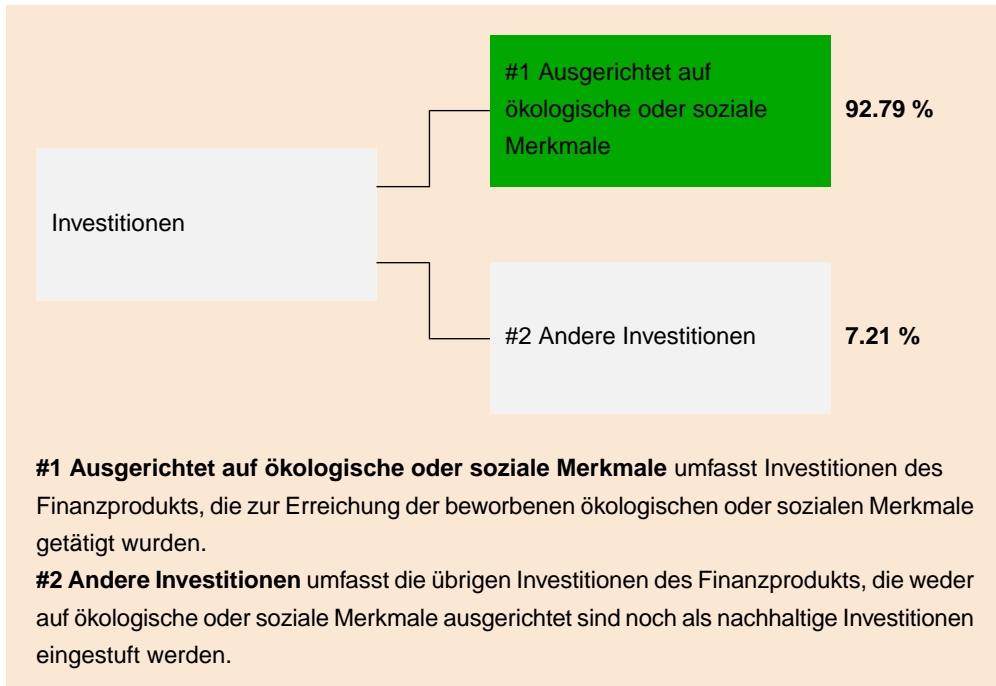 #1 Ausgerichtet auf
ökologische oder soziale
Merkmale
92.79 %
Investitionen
#2 Andere Investitionen
7.21 %
#1 Ausgerichtet auf ökologische oder soziale Merkmale umfasst Investitionen des
Finanzprodukts, die zur Erreichung der beworbenen ökologischen oder sozialen Merkmale
getätigt wurden.
#2 Andere Investitionen umfasst die übrigen Investitionen des Finanzprodukts, die weder
auf ökologische oder soziale Merkmale ausgerichtet sind noch als nachhaltige Investitionen
eingestuft werden.